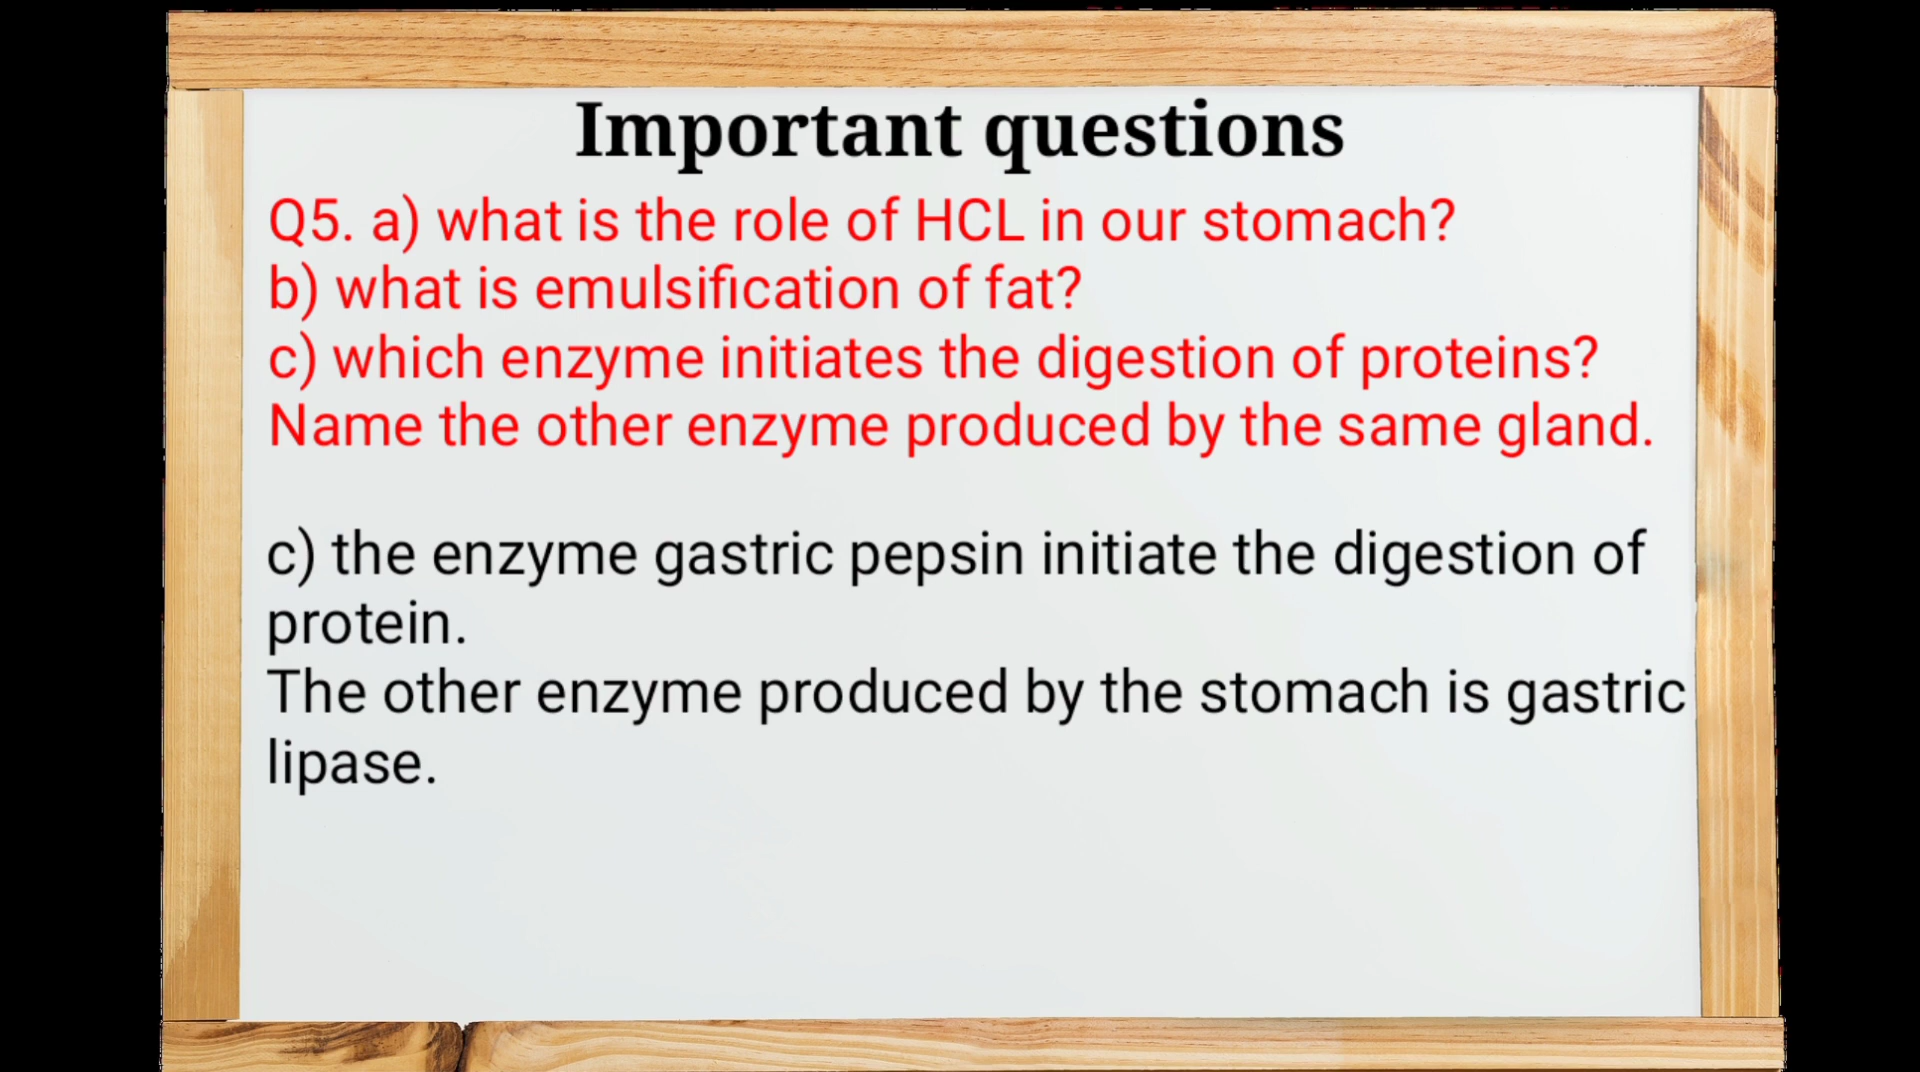 Important questions
Q5. a) what is the role of HCL in our stomach?
b) what is emulsification of fat?
c) which enzyme initiates the digestion of proteins?
Name the other enzyme produced by the same gland.
c) the enzyme gastric pepsin initiate the digestion of
protein.
The other enzyme produced by the stomach is gastric
lipase.